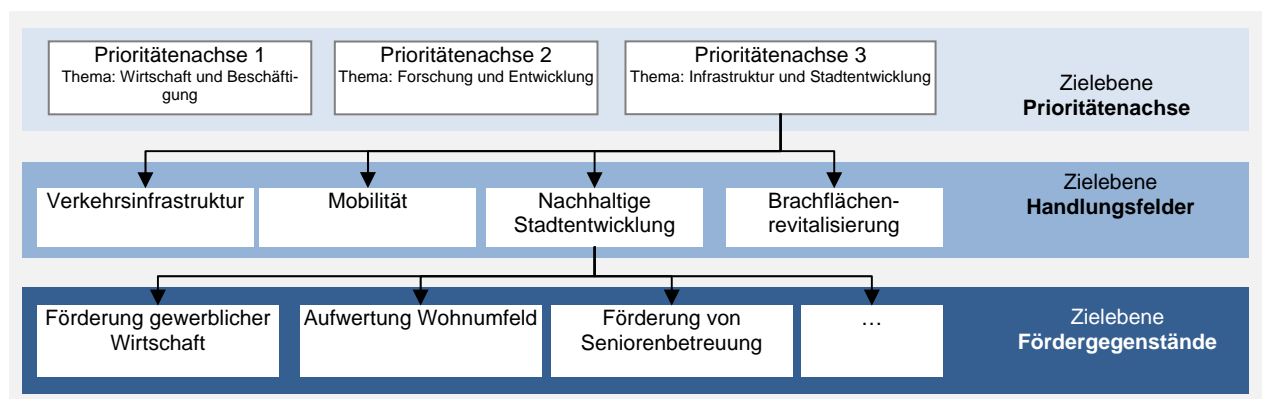 Prioritätenachse 1
Thema: Wirtschaft und Beschäfti-
gung
Prioritätenachse 2
Thema: Forschung und Entwicklung
Prioritätenachse 3
Thema: Infrastruktur und Stadtentwicklung
Zielebene
Prioritätenachse
Verkehrsinfrastruktur
Mobilität
Nachhaltige
Stadtentwicklung
Brachflächen-
revitalisierung
Zielebene
Handlungsfelder
Förderung gewerblicher
Wirtschaft
Aufwertung Wohnumfeld
Förderung von
Seniorenbetreuung
…
Zielebene
Fördergegenstände